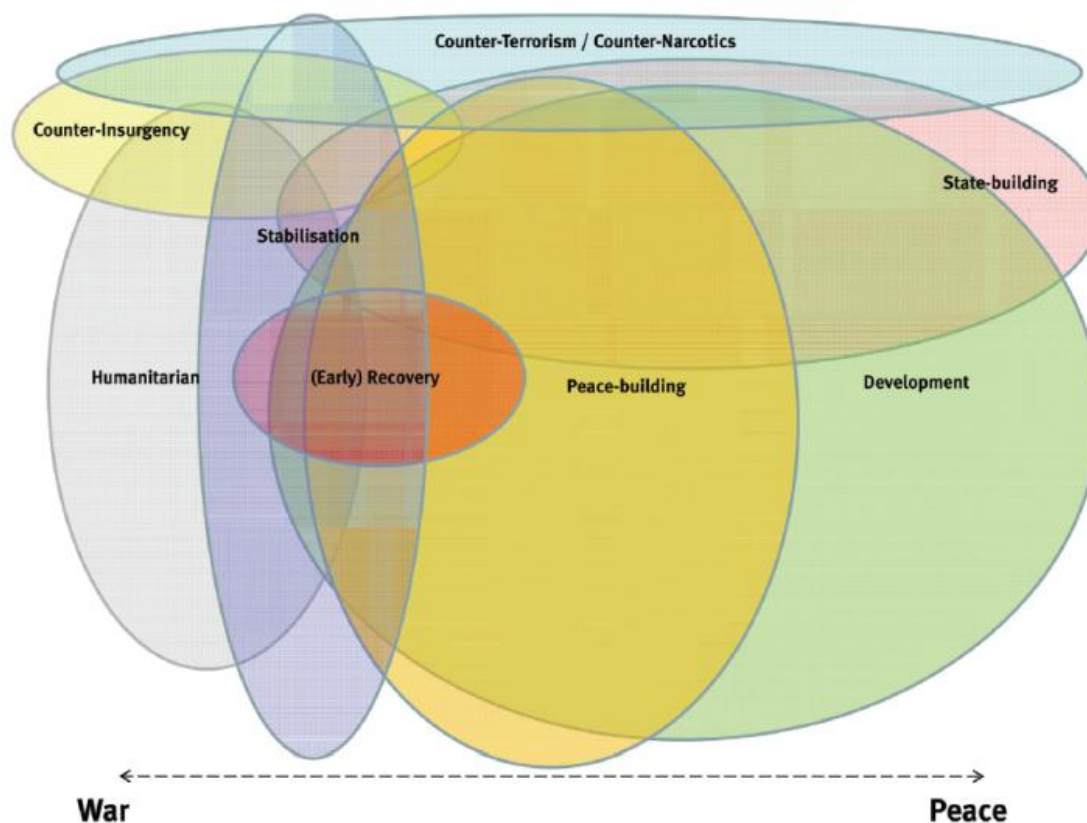 Counter-Terrorism / Counter-Narcotics
Counter-Insurgency
State-building
Stabilisation
Humanitarian
(Early) Recovery
Peace-building
Development
War
Peace